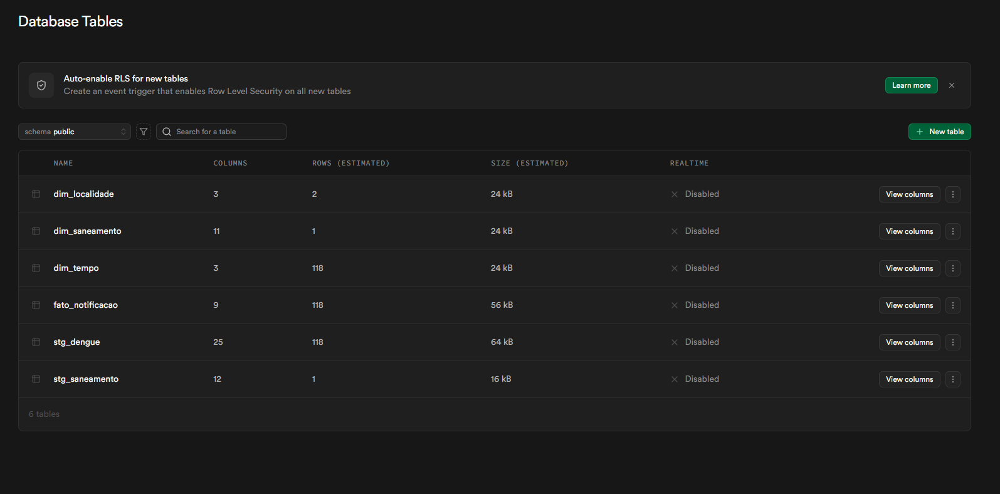 Database Tables
Auto-enable RLS for new tables
Create an event trigger that enables Row Level Security on all new tables
Learn more
schema public
Search for a table
New table
NAME COLUMNS ROWS (ESTIMATED) SIZE (ESTIMATED) REALTIME
dim_localidade 3 2 24 kB Disabled View columns
dim_saneamento 11 1 24 kB Disabled View columns
dim_tempo 3 118 24 kB Disabled View columns
fato_notificacao 9 118 56 kB Disabled View columns
stg_dengue 25 118 64 kB Disabled View columns
stg_saneamento 12 1 16 kB Disabled View columns
6 tables